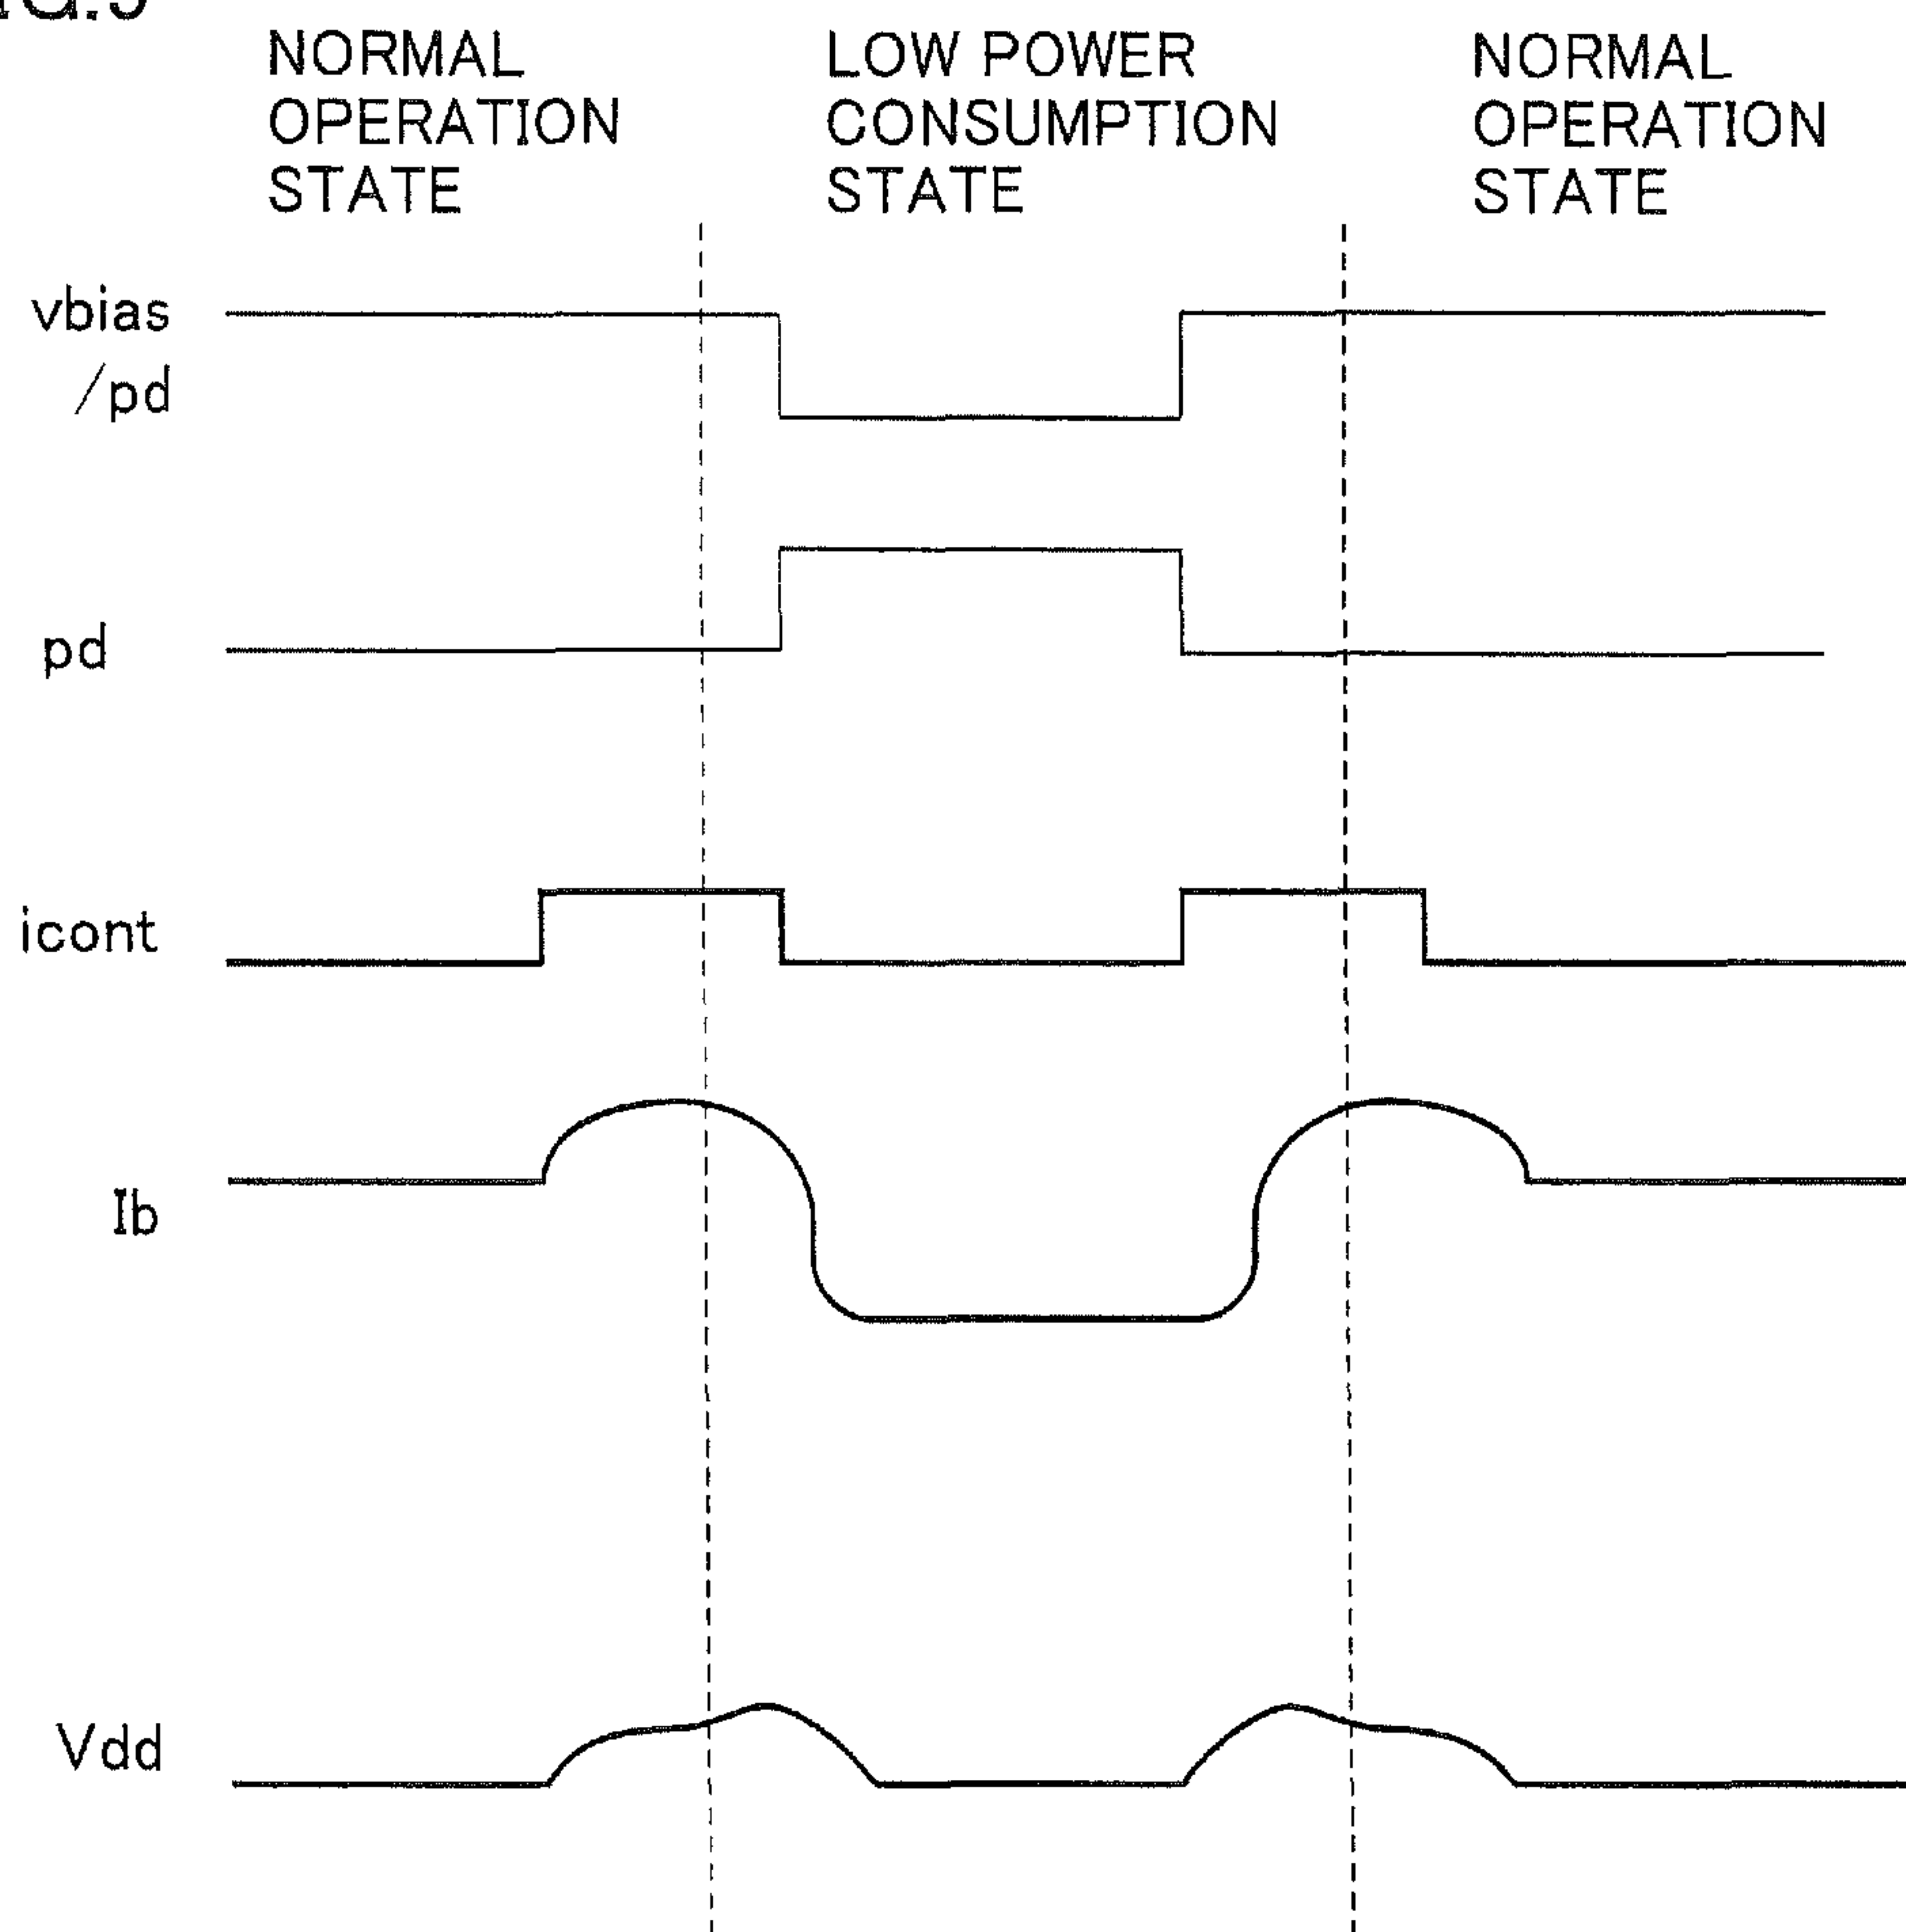 NORMAL
OPERATION
STATE
LOW POWER
CONSUMPTION
STATE
NORMAL
OPERATION
STATE
vbias
/pd
pd
icont
Ib
Vdd